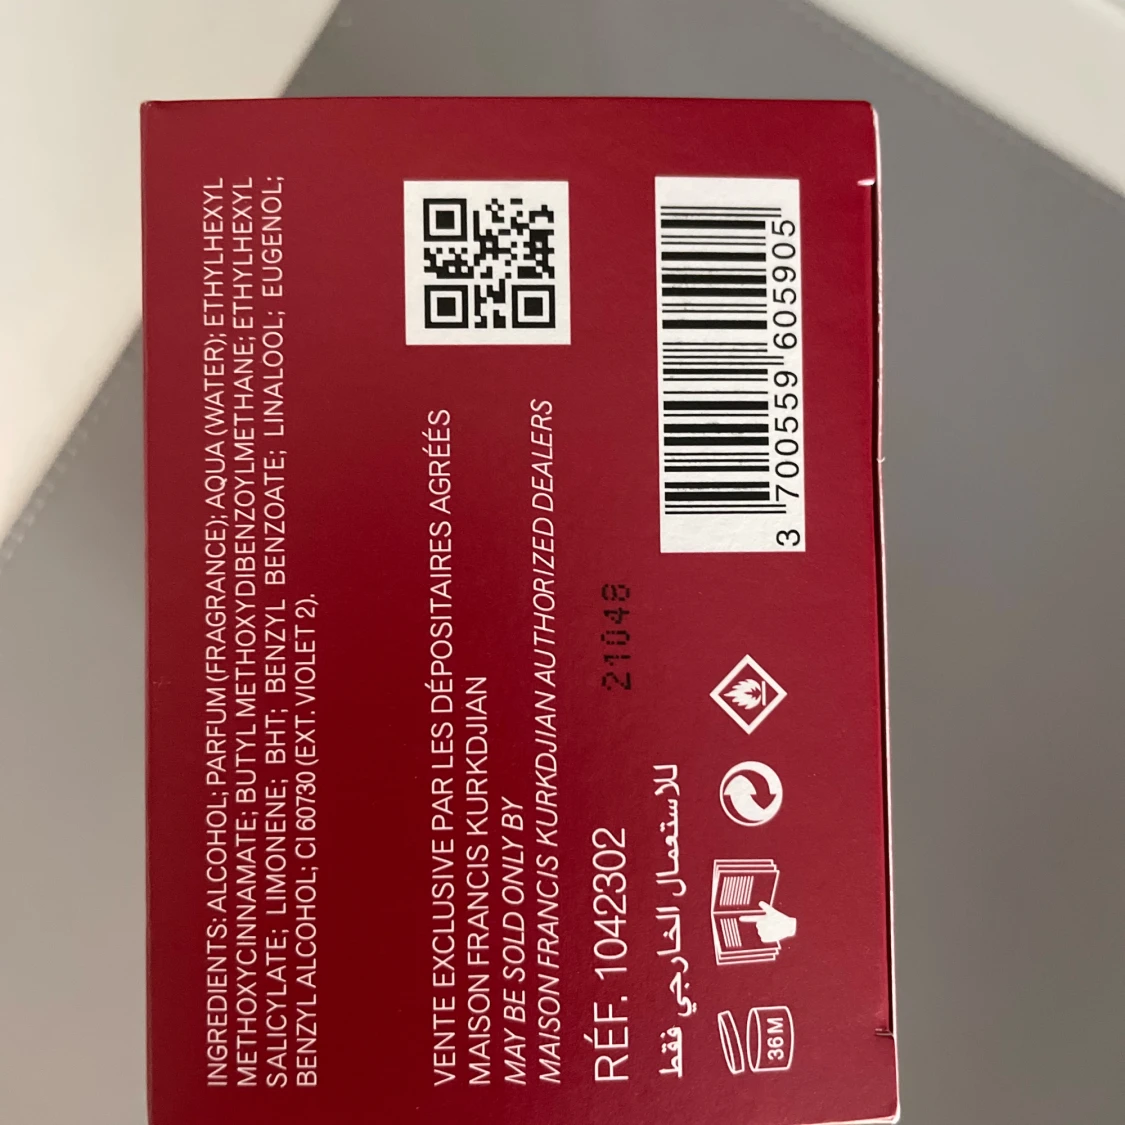 INGREDIENTS: ALCOHOL; PARFUM (FRAGRANCE); AQUA (WATER); ETHYLHEXYL
METHOXYCINNAMATE; BUTYL METHOXYDIBENZOYLMETHANE; ETHYLHEXYL
SALICYLATE; LIMONENE; BHT; BENZYL BENZOATE; LINALOOL; EUGENOL;
BENZYL ALCOHOL; CI 60730 (EXT. VIOLET 2).
VENTE EXCLUSIVE PAR LES DÉPOSITAIRES AGRÉÉS
MAISON FRANCIS KURKDJIAN
MAY BE SOLD ONLY BY
MAISON FRANCIS KURKDJIAN AUTHORIZED DEALERS
RÉF. 1042302
21048
للاستعمال الخارجي فقط
36M
3 700559 605905